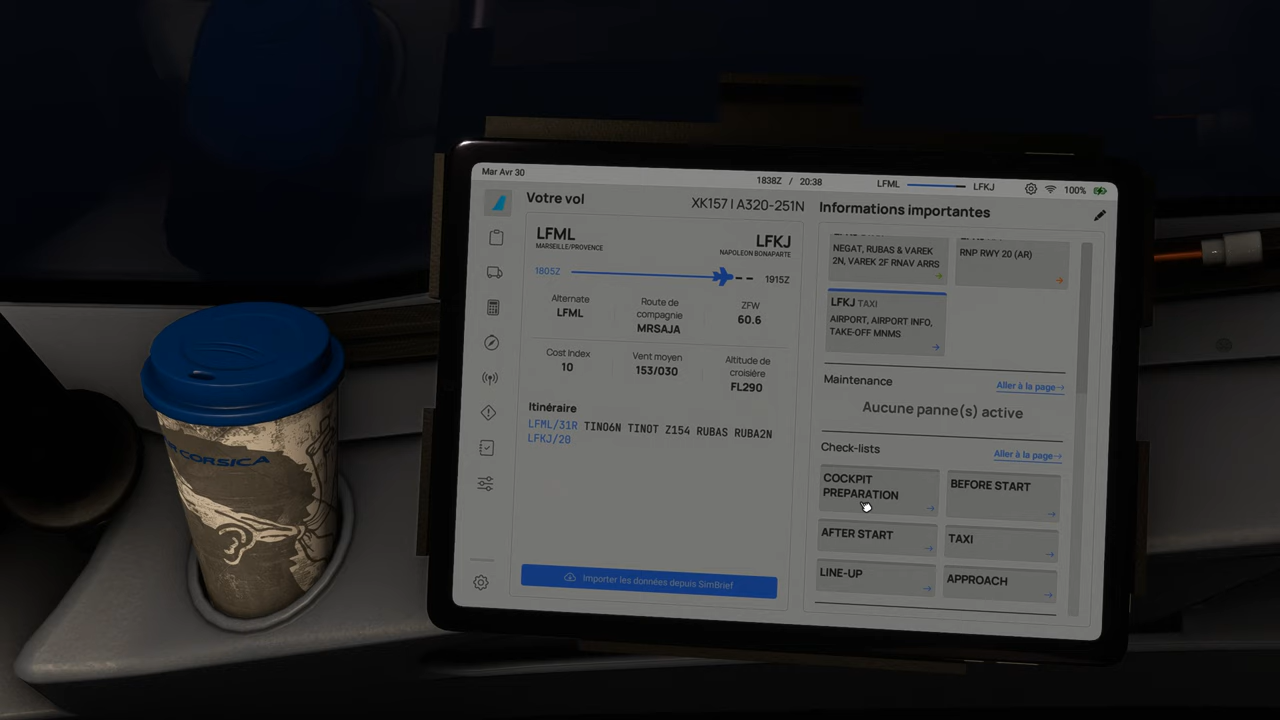 Mar Avr 30
1838Z / 20:38
LFML
LFKJ
100%
Votre vol
XK157 | A320-251N
LFML
MARSEILLE/PROVENCE
LFKJ
NAPOLEON BONAPARTE
1805Z
1915Z
Alternate
LFML
Route de
compagnie
MRSAJA
ZFW
60.6
Cost Index
10
Vent moyen
153/030
Altitude de
croisière
FL290
Itinéraire
LFML/31R TINO6N TINOT Z154 RUBAS RUBA2N
LFKJ/20
Importer les données depuis SimBrief
Informations importantes
NEGAT, RUBAS & VAREK
2N, VAREK 2F RNAV ARRS
RNP RWY 20 (AR)
LFKJ TAXI
AIRPORT, AIRPORT INFO,
TAKE-OFF MNMS
Maintenance
Aller à la page
Aucune panne(s) active
Check-lists
Aller à la page
COCKPIT
PREPARATION
BEFORE START
AFTER START
TAXI
LINE-UP
APPROACH
CORSICA